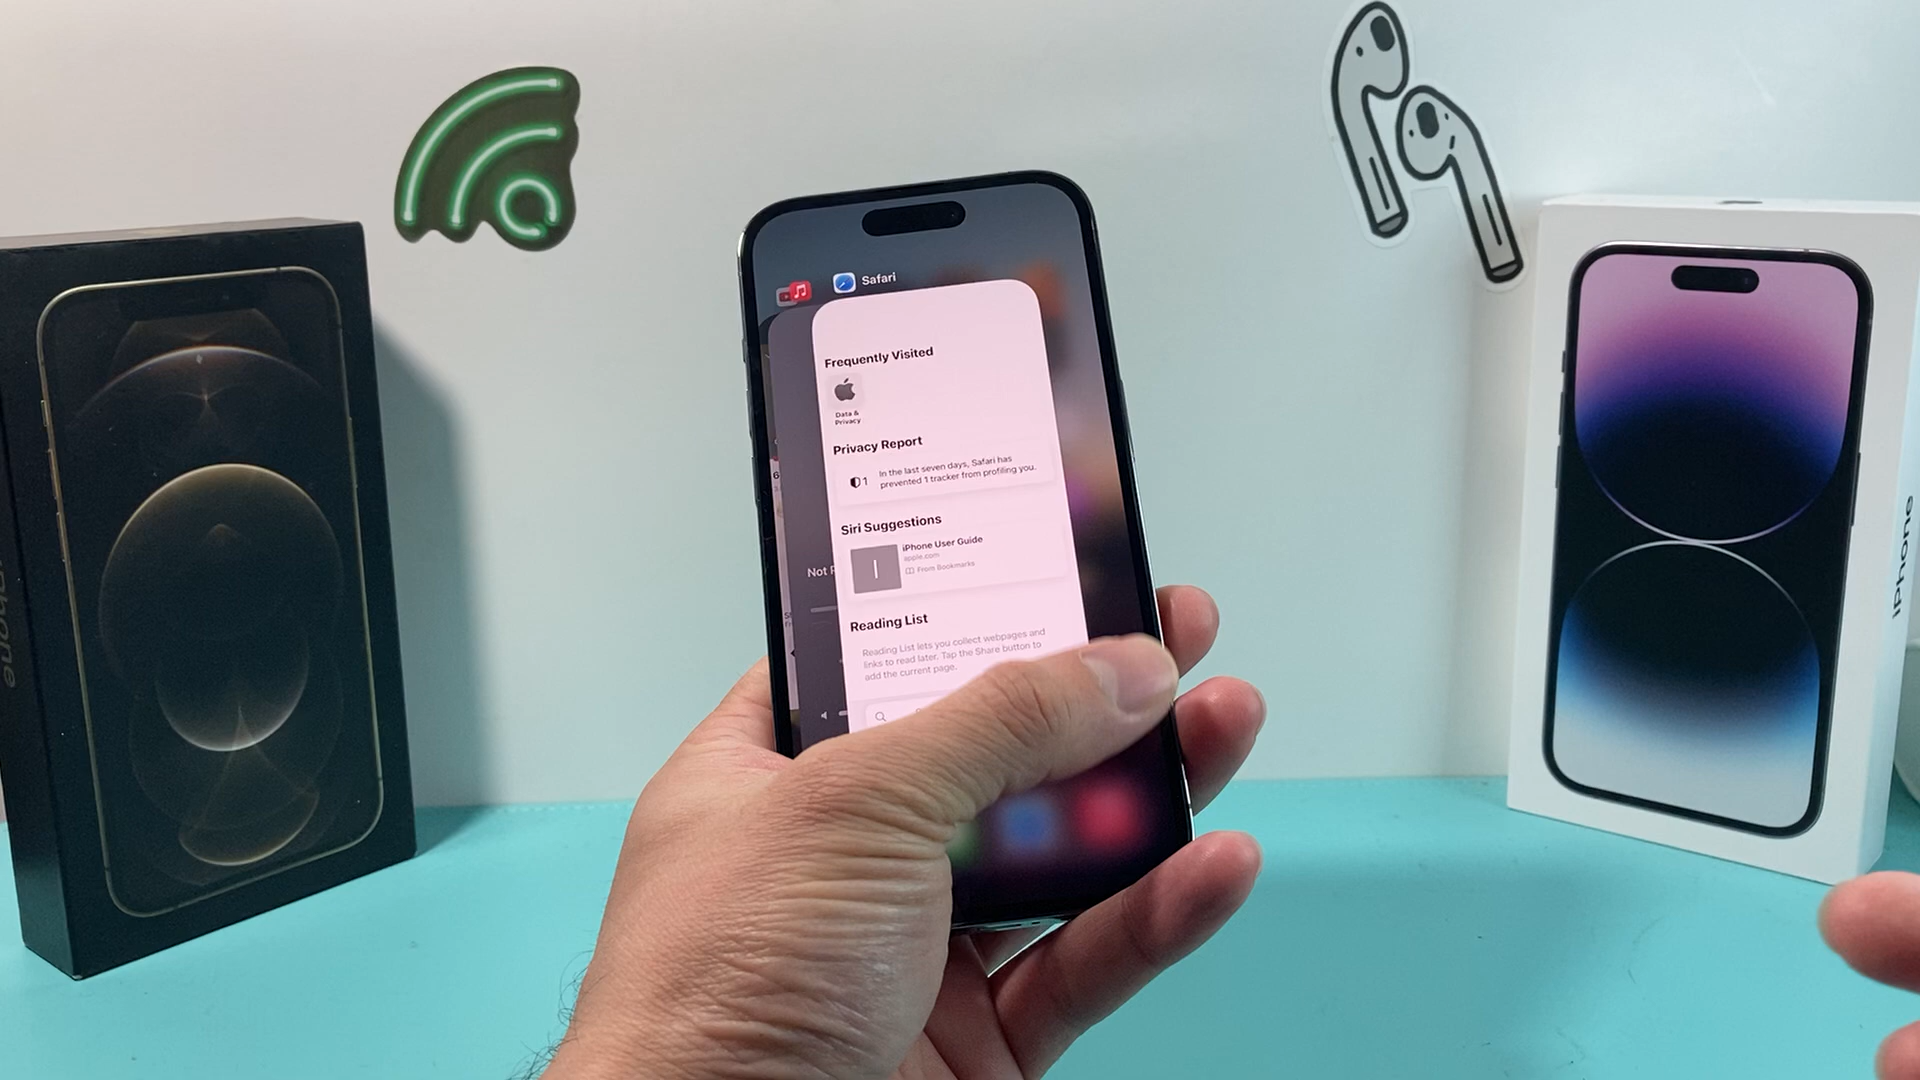 Safari
Frequently Visited
Data &
Privacy
Privacy Report
1
In the last seven days, Safari has
prevented 1 tracker from profiling you.
Siri Suggestions
I
iPhone User Guide
apple.com
From Bookmarks
Not
Reading List
Reading List lets you collect webpages and
links to read later. Tap the Share button to
add the current page.
iPhone
iPhone